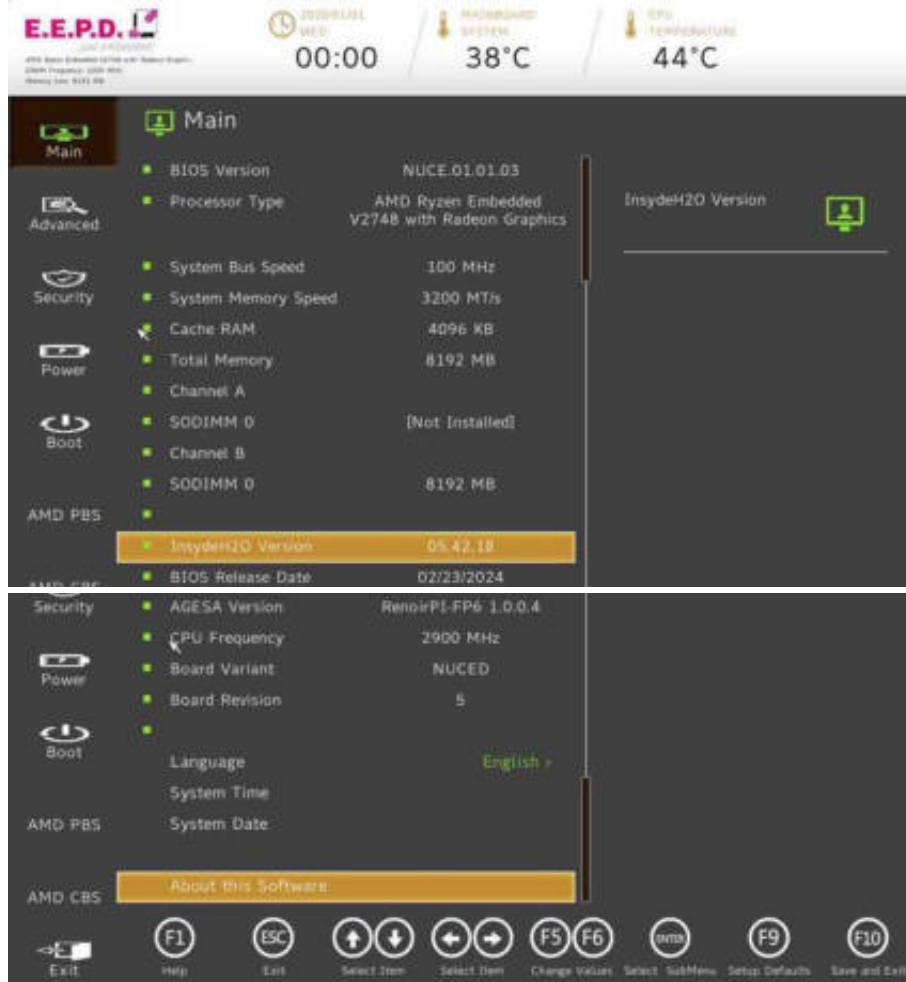 E.E.P.D.
WED
00:00
MAINBOARD
SYSTEM
38°C
CPU
TEMPERATURE
44°C
Main
Advanced
Security
Power
Boot
AMD PBS
Main
BIOS Version NUCE.01.01.03
Processor Type AMD Ryzen Embedded
V2748 with Radeon Graphics
System Bus Speed 100 MHz
System Memory Speed 3200 MT/s
Cache RAM 4096 KB
Total Memory 8192 MB
Channel A
SODIMM 0 [Not Installed]
Channel B
SODIMM 0 8192 MB
InsydeH2O Version 05.42.18
BIOS Release Date 02/23/2024
InsydeH2O Version
Security
Power
Boot
AMD PBS
AMD CBS
Exit
AGESA Version RenoirPI-FP6 1.0.0.4
CPU Frequency 2900 MHz
Board Variant NUCED
Board Revision 5
Language English >
System Time
System Date
About this Software
F1 Help
ESC Exit
Select Item
Select Item
F5 F6 Change Values
ENTER Select SubMenu
F9 Setup Defaults
F10 Save and Exit